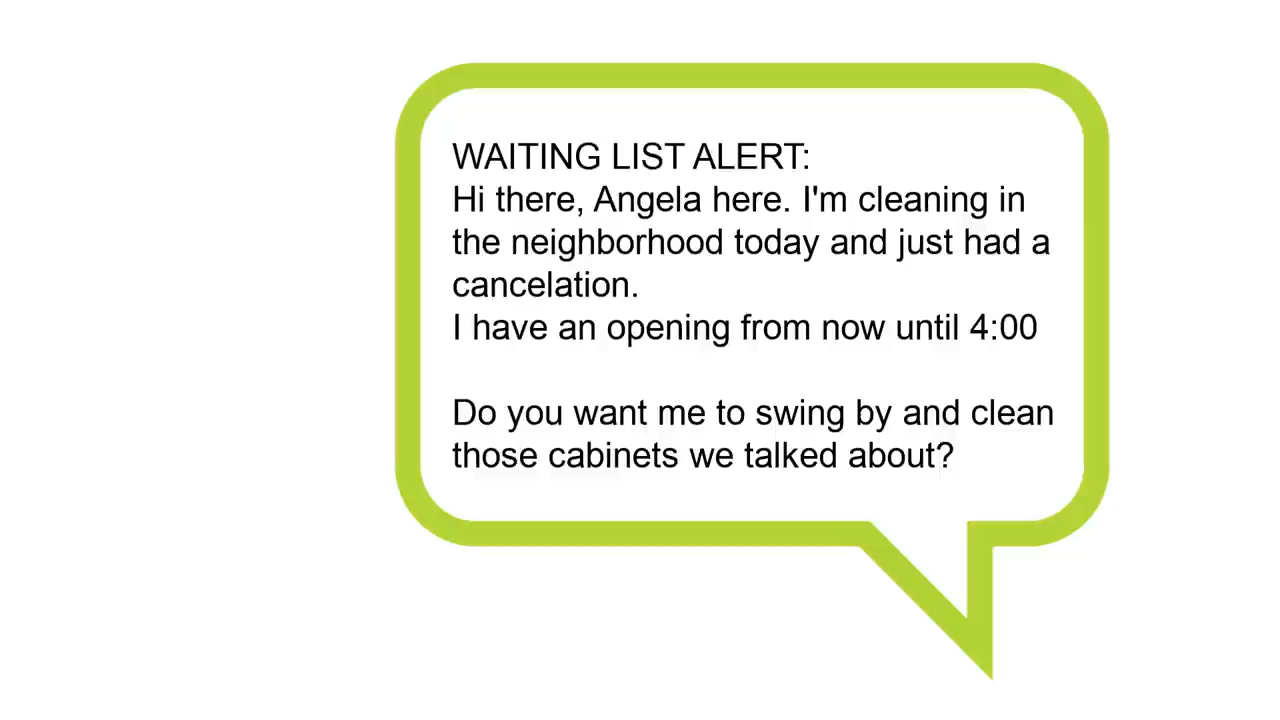 WAITING LIST ALERT:
Hi there, Angela here. I'm cleaning in
the neighborhood today and just had a
cancelation.
I have an opening from now until 4:00
Do you want me to swing by and clean
those cabinets we talked about?